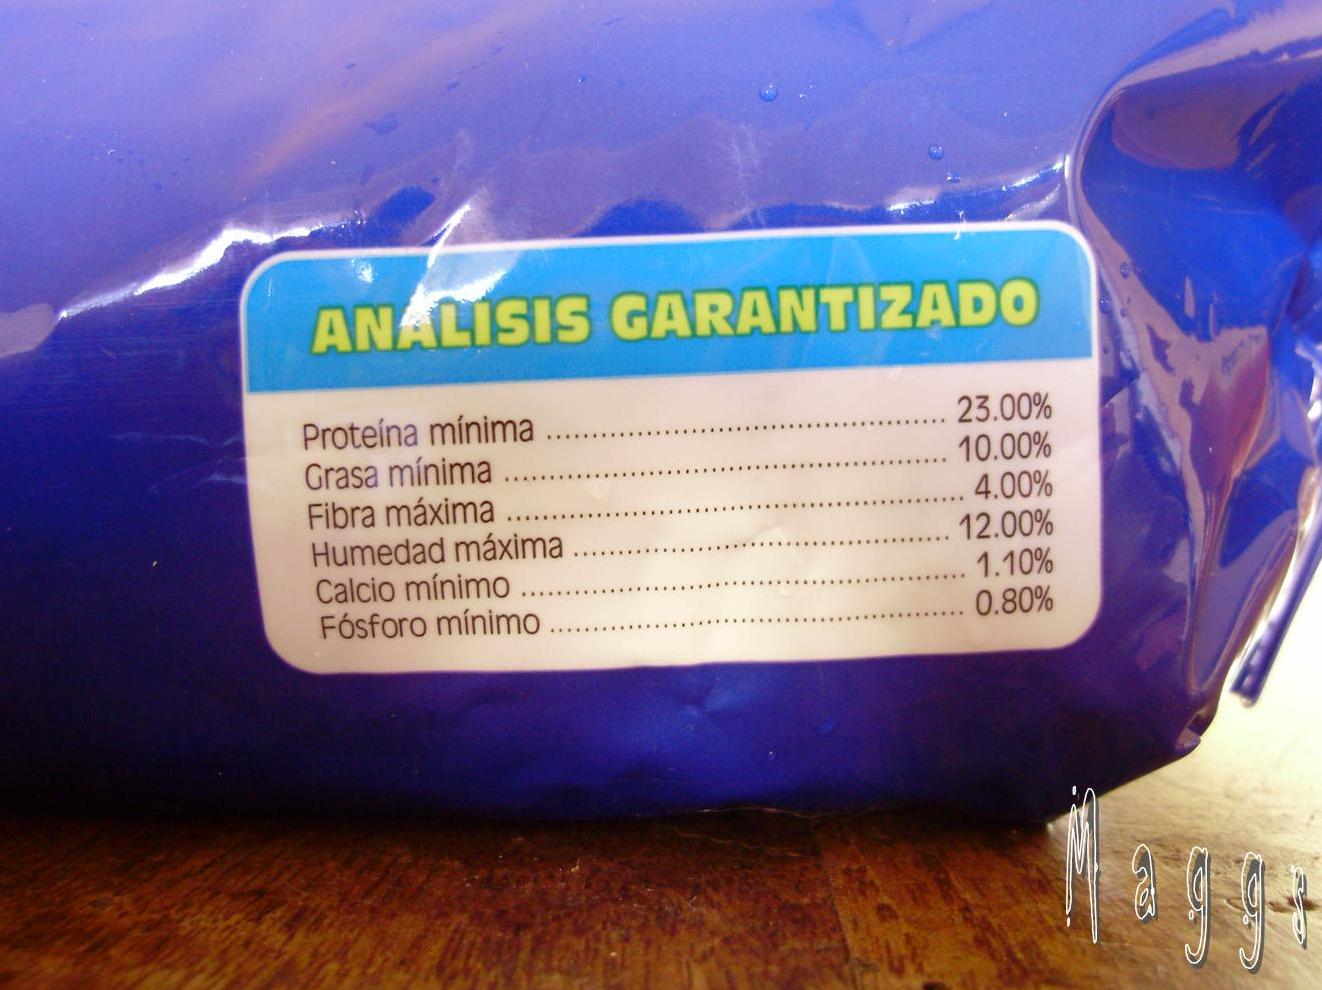 ANÁLISIS GARANTIZADO
Proteína mínima ........................................................ 23.00%
Grasa mínima ........................................................ 10.00%
Fibra máxima ........................................................ 4.00%
Humedad máxima ........................................................ 12.00%
Calcio mínimo ........................................................ 1.10%
Fósforo mínimo ........................................................ 0.80%
Maggs